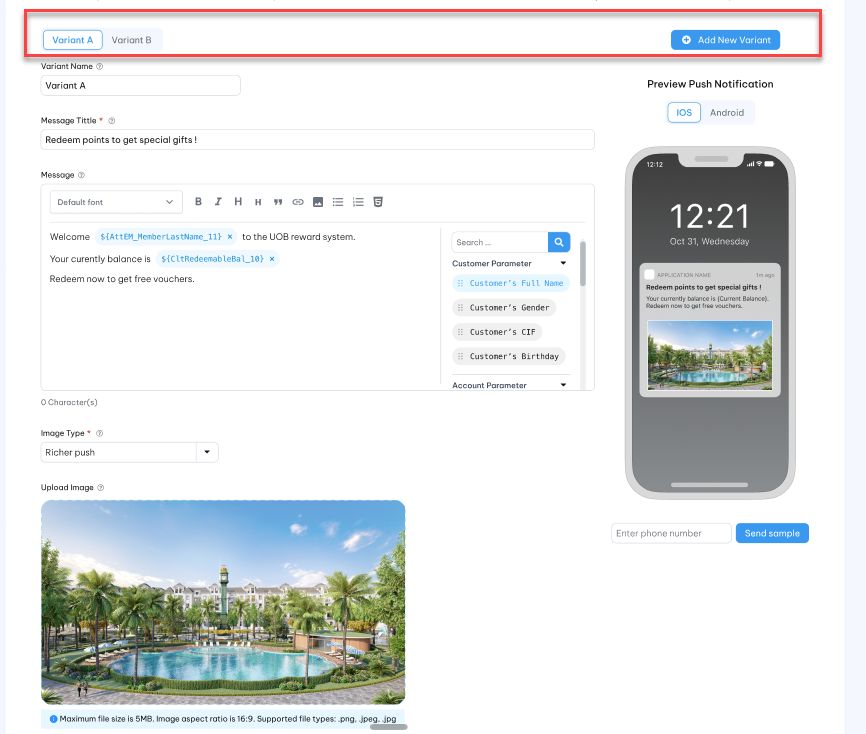 Variant A Variant B Add New Variant
Variant Name
Variant A
Message Tittle *
Redeem points to get special gifts !
Message
Default font B I H H
Welcome ${AttEM_MemberLastName_11} × to the UOB reward system.
Your curently balance is ${CltRedeemableBal_10} ×
Redeem now to get free vouchers.
Search ...
Customer Parameter
Customer's Full Name
Customer's Gender
Customer's CIF
Customer's Birthday
Account Parameter
0 Character(s)
Image Type *
Richer push
Upload Image
Maximum file size is 5MB. Image aspect ratio is 16:9. Supported file types: .png, .jpeg, .jpg
Preview Push Notification
IOS Android
12:12
12:21
Oct 31, Wednesday
APPLICATION NAME 1m ago
Redeem points to get special gifts !
Your currently balance is {Current Balance}.
Redeem now to get free vouchers.
Enter phone number Send sample